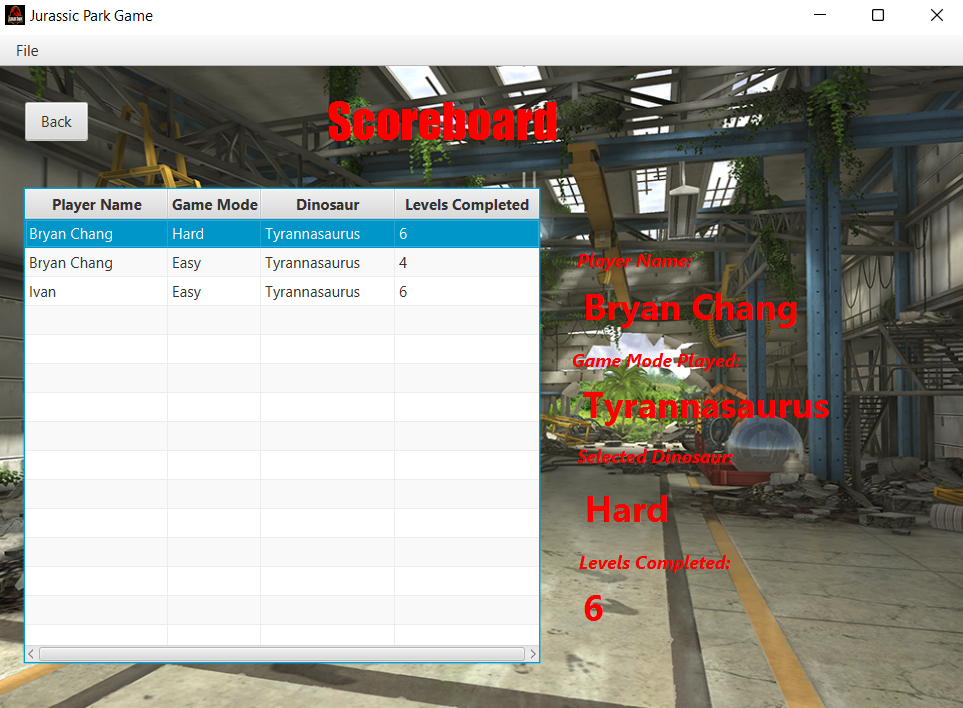 Jurassic Park Game
File
Back
Scoreboard
Player Name Game Mode Dinosaur Levels Completed
Bryan Chang Hard Tyrannasaurus 6
Bryan Chang Easy Tyrannasaurus 4
Ivan Easy Tyrannasaurus 6
Player Name:
Bryan Chang
Game Mode Played:
Tyrannasaurus
Selected Dinosaur:
Hard
Levels Completed:
6